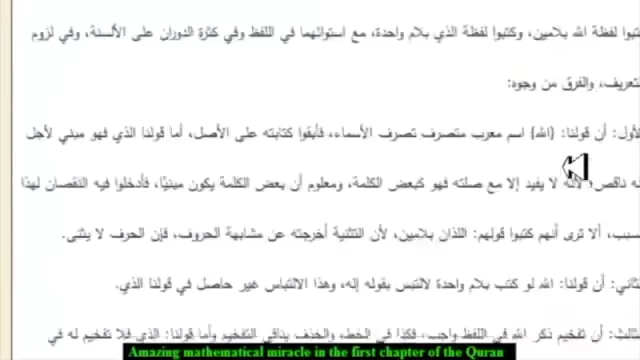 لفظة الله بلامين، وكتبوا لفظة الذي بلام واحدة، مع استوائهما في اللفظ وفي كثرة الدوران على الألسنة، وفي لزوم
التعريف، والفرق من وجوه:
الأول: أن قولنا: {الله} اسم معرب متصرف تصرف الأسماء، فأبقوا كتابته على الأصل، أما قولنا الذي فهو مبني لأجل
ناقص لأنه لا يفيد إلا مع صلته فهو كبعض الكلمة، ومعلوم أن بعض الكلمة يكون مبنيًا، فأدخلوا فيه النقصان لهذا
ألا ترى أنهم كتبوا قولهم: اللذان بلامين، لأن التثنية أخرجته عن مشابهة الحروف، فإن الحرف لا يثنى.
أن قولنا: الله لو كتب بلام واحدة لالتبس بقوله إله، وهذا الالتباس غير حاصل في قولنا الذي.
أن تفخيم ذكر الله في اللفظ واجب، فكذا في الخط، والحذف ينافي التفخيم وأما قولنا: الذي فلا تفخيم له في
Amazing mathematical miracle in the first chapter of the Quran